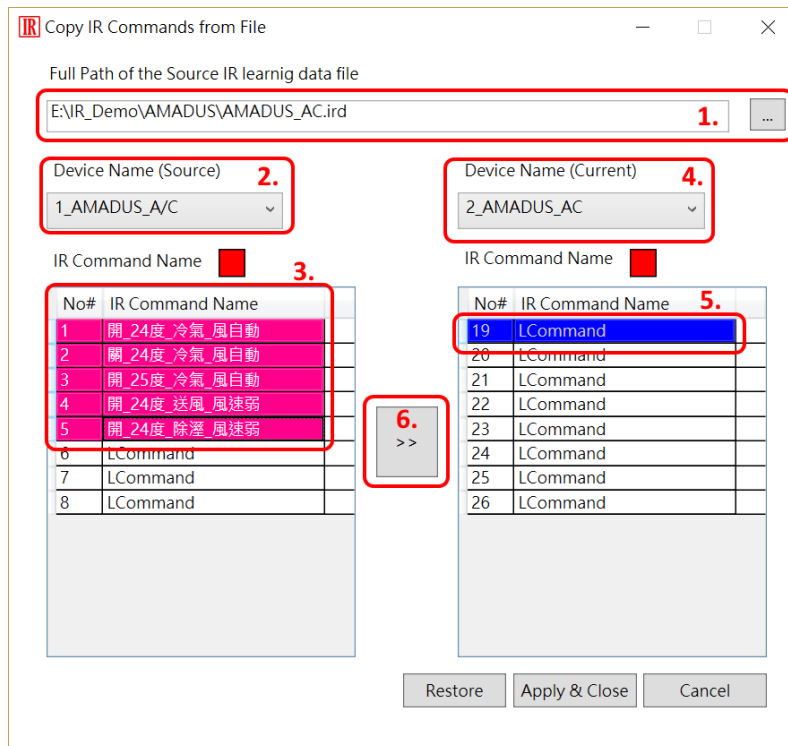 IR Copy IR Commands from File
Full Path of the Source IR learnig data file
E:\IR_Demo\AMADUS\AMADUS_AC.ird 1. ...
Device Name (Source) 2.
1_AMADUS_A/C
Device Name (Current) 4.
2_AMADUS_AC
IR Command Name
3.
No# IR Command Name
1 開_24度_冷氣_風自動
2 關_24度_冷氣_風自動
3 開_25度_冷氣_風自動
4 開_24度_送風_風速弱
5 開_24度_除溼_風速弱
6 LCommand
7 LCommand
8 LCommand
6.
>>
IR Command Name
No# IR Command Name 5.
19 LCommand
20 LCommand
21 LCommand
22 LCommand
23 LCommand
24 LCommand
25 LCommand
26 LCommand
Restore Apply & Close Cancel